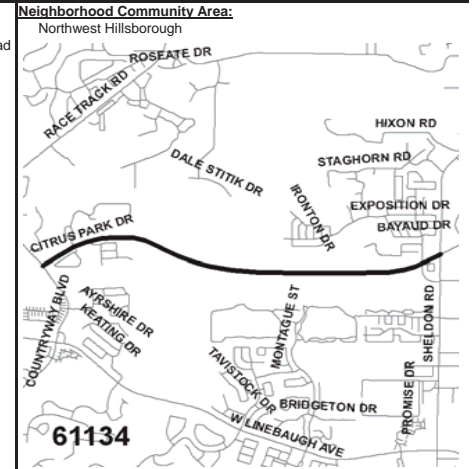 Neighborhood Community Area:
Northwest Hillsborough
ad
ROSEATE DR
RACE TRACK RD
HIXON RD
DALE STITIK DR
STAGHORN RD
IRONTON DR
EXPOSITION DR
BAYAUD DR
CITRUS PARK DR
COUNTRYWAY BLVD
AYRSHIRE DR
KEATING DR
MONTAGUE ST
SHELDON RD
TAVISTOCK DR
BRIDGETON DR
PROMISE DR
W LINEBAUGH AVE
61134